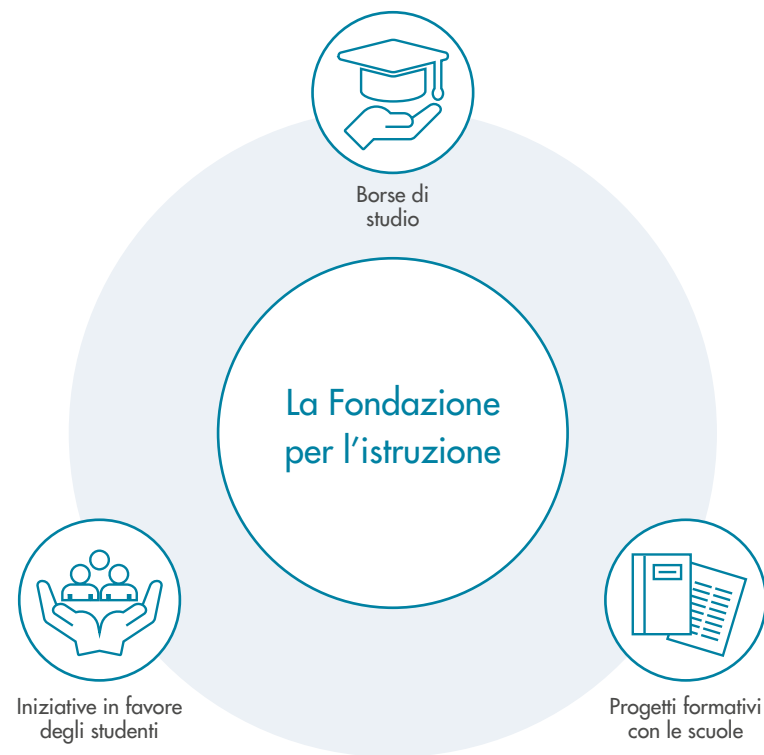 Borse di
studio
La Fondazione
per l'istruzione
Iniziative in favore
degli studenti
Progetti formativi
con le scuole